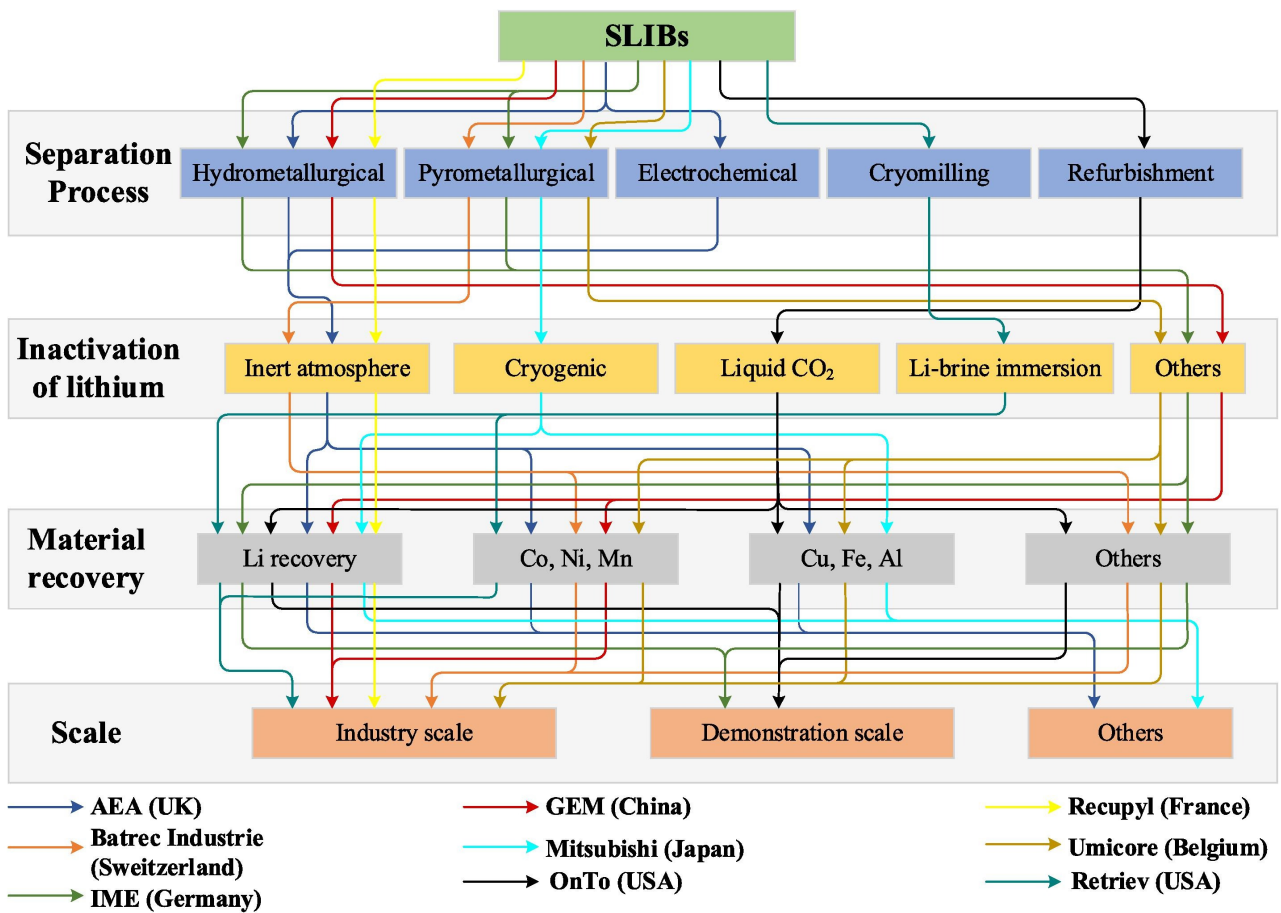 SLIBs
Separation
Process
Hydrometallurgical
Pyrometallurgical
Electrochemical
Cryomilling
Refurbishment
Inactivation
of lithium
Inert atmosphere
Cryogenic
Liquid CO₂
Li-brine immersion
Others
Material
recovery
Li recovery
Co, Ni, Mn
Cu, Fe, Al
Others
Scale
Industry scale
Demonstration scale
Others
AEA (UK)
GEM (China)
Recupyl (France)
Batrec Industrie
(Sweitzerland)
Mitsubishi (Japan)
Umicore (Belgium)
IME (Germany)
OnTo (USA)
Retriev (USA)